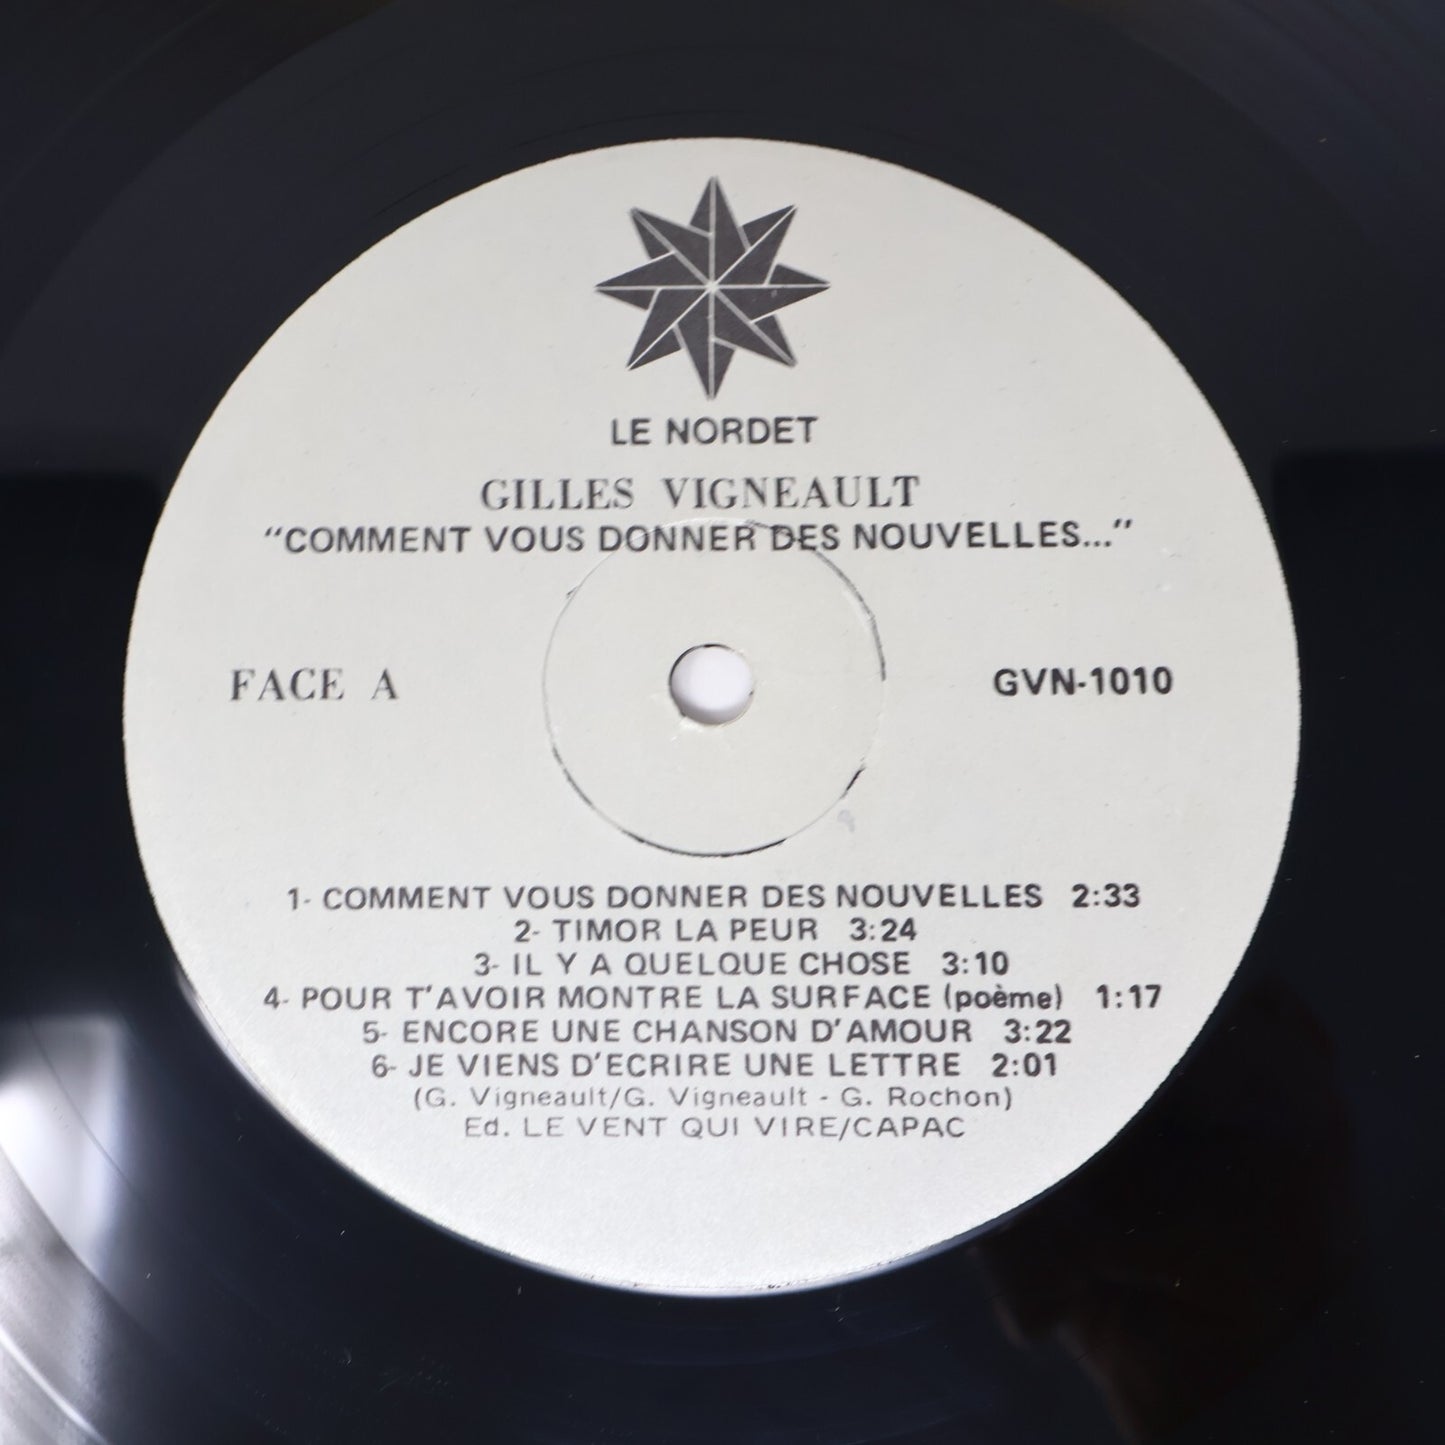 LE NORDET
GILLES VIGNEAULT
"COMMENT VOUS DONNER DES NOUVELLES..."
FACE A
GVN-1010
1- COMMENT VOUS DONNER DES NOUVELLES 2:33
2- TIMOR LA PEUR 3:24
3- IL Y A QUELQUE CHOSE 3:10
4- POUR T'AVOIR MONTRE LA SURFACE (poème) 1:17
5- ENCORE UNE CHANSON D'AMOUR 3:22
6- JE VIENS D'ECRIRE UNE LETTRE 2:01
(G. Vigneault/G. Vigneault - G. Rochon)
Ed. LE VENT QUI VIRE/CAPAC